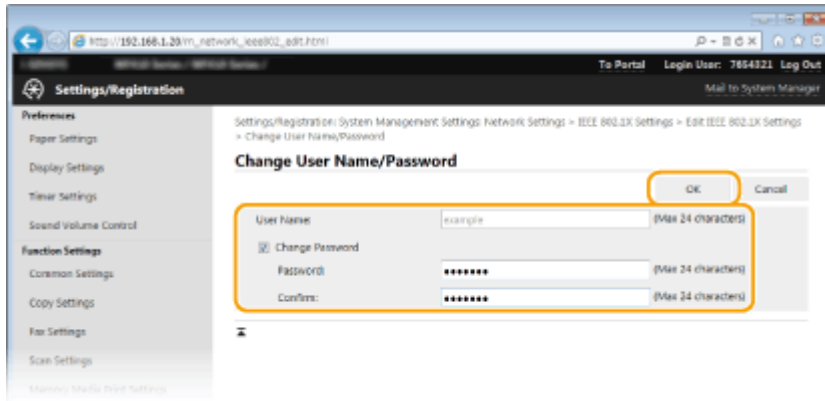 http://192.168.1.20/m_network_ieee802_edit.html
To Portal Login User: 7654321 Log Out
Settings/Registration
Mail to System Manager
Preferences
Paper Settings
Display Settings
Timer Settings
Sound Volume Control
Function Settings
Common Settings
Copy Settings
Fax Settings
Scan Settings
Memory Media Print Settings
Settings/Registration: System Management Settings: Network Settings > IEEE 802.1X Settings > Edit IEEE 802.1X Settings
> Change User Name/Password
Change User Name/Password
OK Cancel
User Name: example (Max 24 characters)
Change Password
Password: ••••••• (Max 24 characters)
Confirm: ••••••• (Max 24 characters)